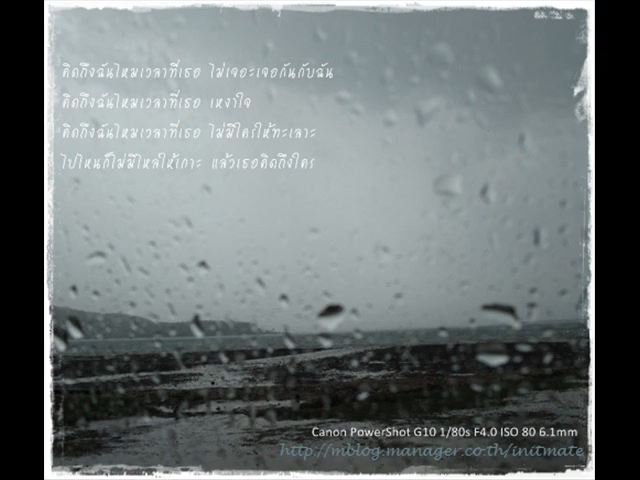 คิดถึงฉันไหมเวลาที่เธอ ไม่เจอะเจอกันกับฉัน
คิดถึงฉันไหมเวลาที่เธอ เหงาใจ
คิดถึงฉันไหมเวลาที่เธอ ไม่มีใครให้ทะเลาะ
ไปไหนก็ไม่มีไหล่ให้เกาะ แล้วเธอคิดถึงใคร
Canon PowerShot G10 1/80s F4.0 ISO 80 6.1mm
http://mblog.manager.co.th/initmate